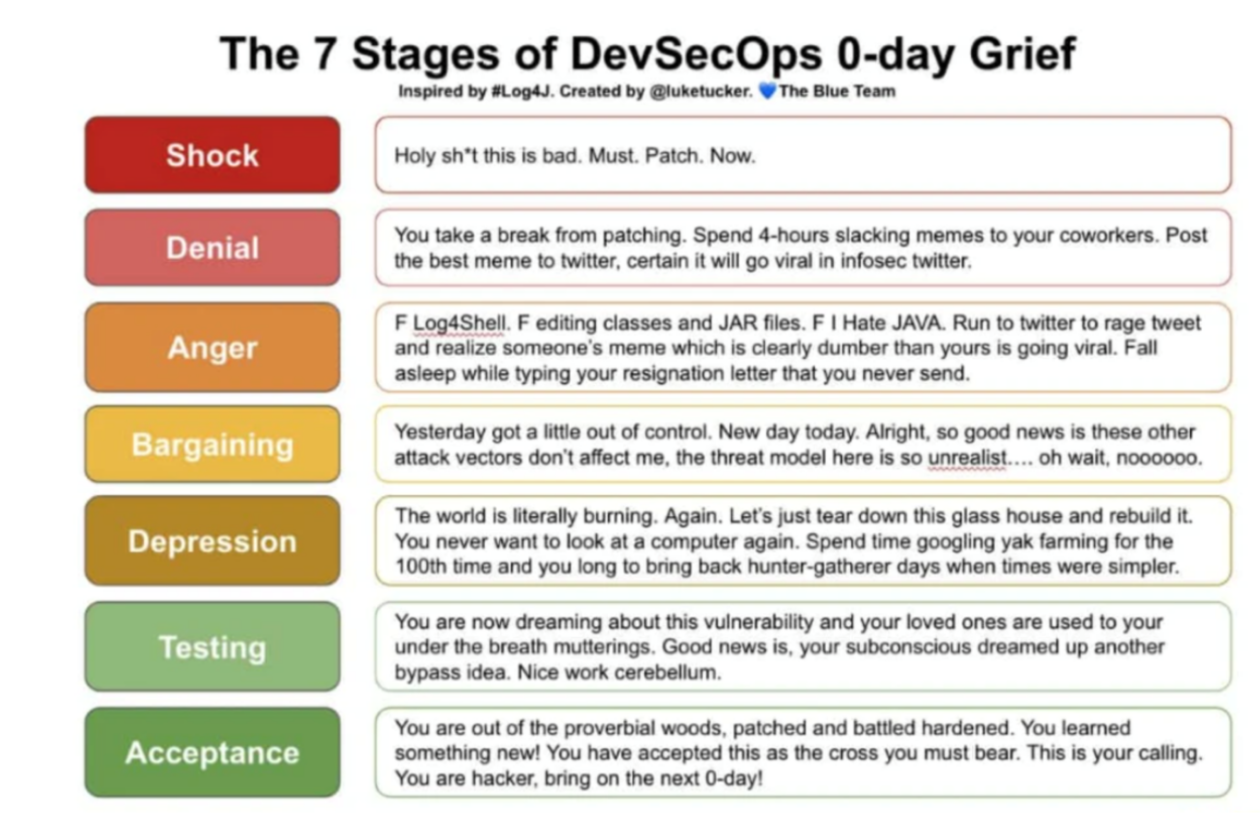 The 7 Stages of DevSecOps 0-day Grief
Inspired by #Log4J. Created by @luketucker. 💙The Blue Team
Shock
Holy sh*t this is bad. Must. Patch. Now.
Denial
You take a break from patching. Spend 4-hours slacking memes to your coworkers. Post
the best meme to twitter, certain it will go viral in infosec twitter.
Anger
F Log4Shell. F editing classes and JAR files. F I Hate JAVA. Run to twitter to rage tweet
and realize someone's meme which is clearly dumber than yours is going viral. Fall
asleep while typing your resignation letter that you never send.
Bargaining
Yesterday got a little out of control. New day today. Alright, so good news is these other
attack vectors don't affect me, the threat model here is so unrealist.... oh wait, noooooo.
Depression
The world is literally burning. Again. Let's just tear down this glass house and rebuild it.
You never want to look at a computer again. Spend time googling yak farming for the
100th time and you long to bring back hunter-gatherer days when times were simpler.
Testing
You are now dreaming about this vulnerability and your loved ones are used to your
under the breath mutterings. Good news is, your subconscious dreamed up another
bypass idea. Nice work cerebellum.
Acceptance
You are out of the proverbial woods, patched and battled hardened. You learned
something new! You have accepted this as the cross you must bear. This is your calling.
You are hacker, bring on the next 0-day!